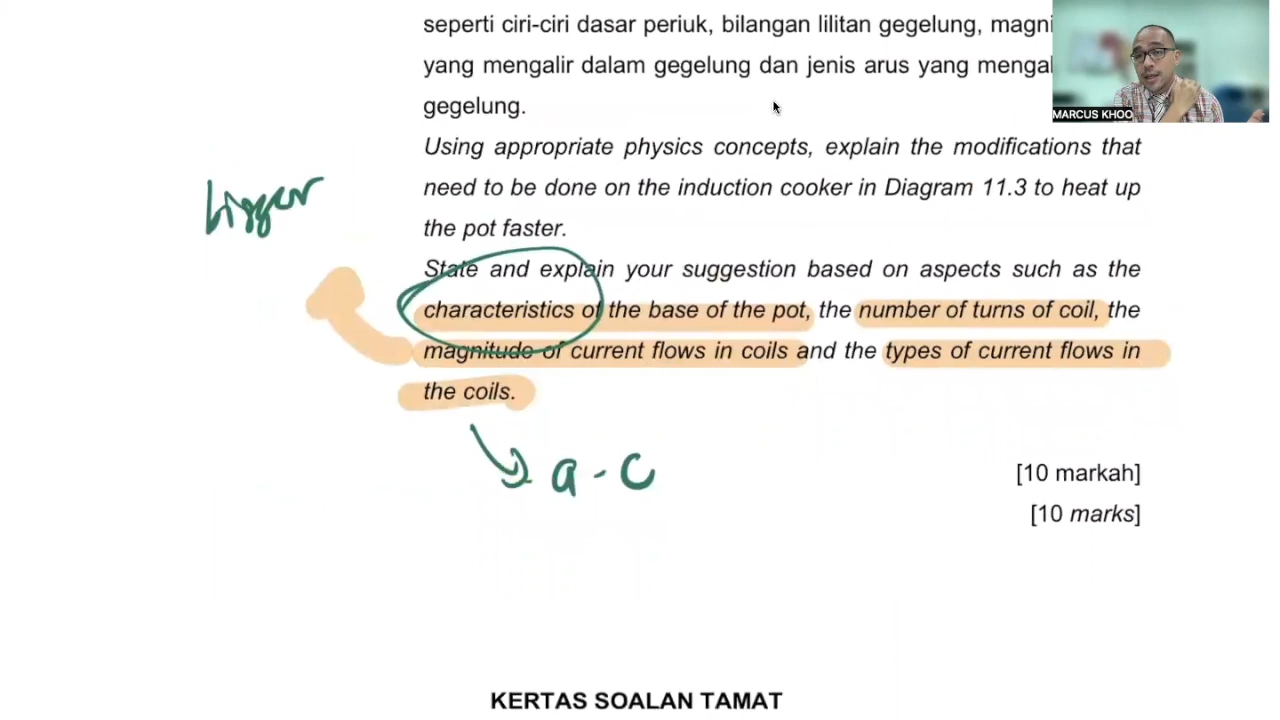 seperti ciri-ciri dasar periuk, bilangan lilitan gegelung,
yang mengalir dalam gegelung dan jenis arus yang
gegelung.
MARCUS KHOO
Using appropriate physics concepts, explain the modifications that
need to be done on the induction cooker in Diagram 11.3 to heat up
the pot faster.
bigger
State and explain your suggestion based on aspects such as the
characteristics of the base of the pot, the number of turns of coil, the
magnitude of current flows in coils and the types of current flows in
the coils.
a - c
[10 markah]
[10 marks]
KERTAS SOALAN TAMAT